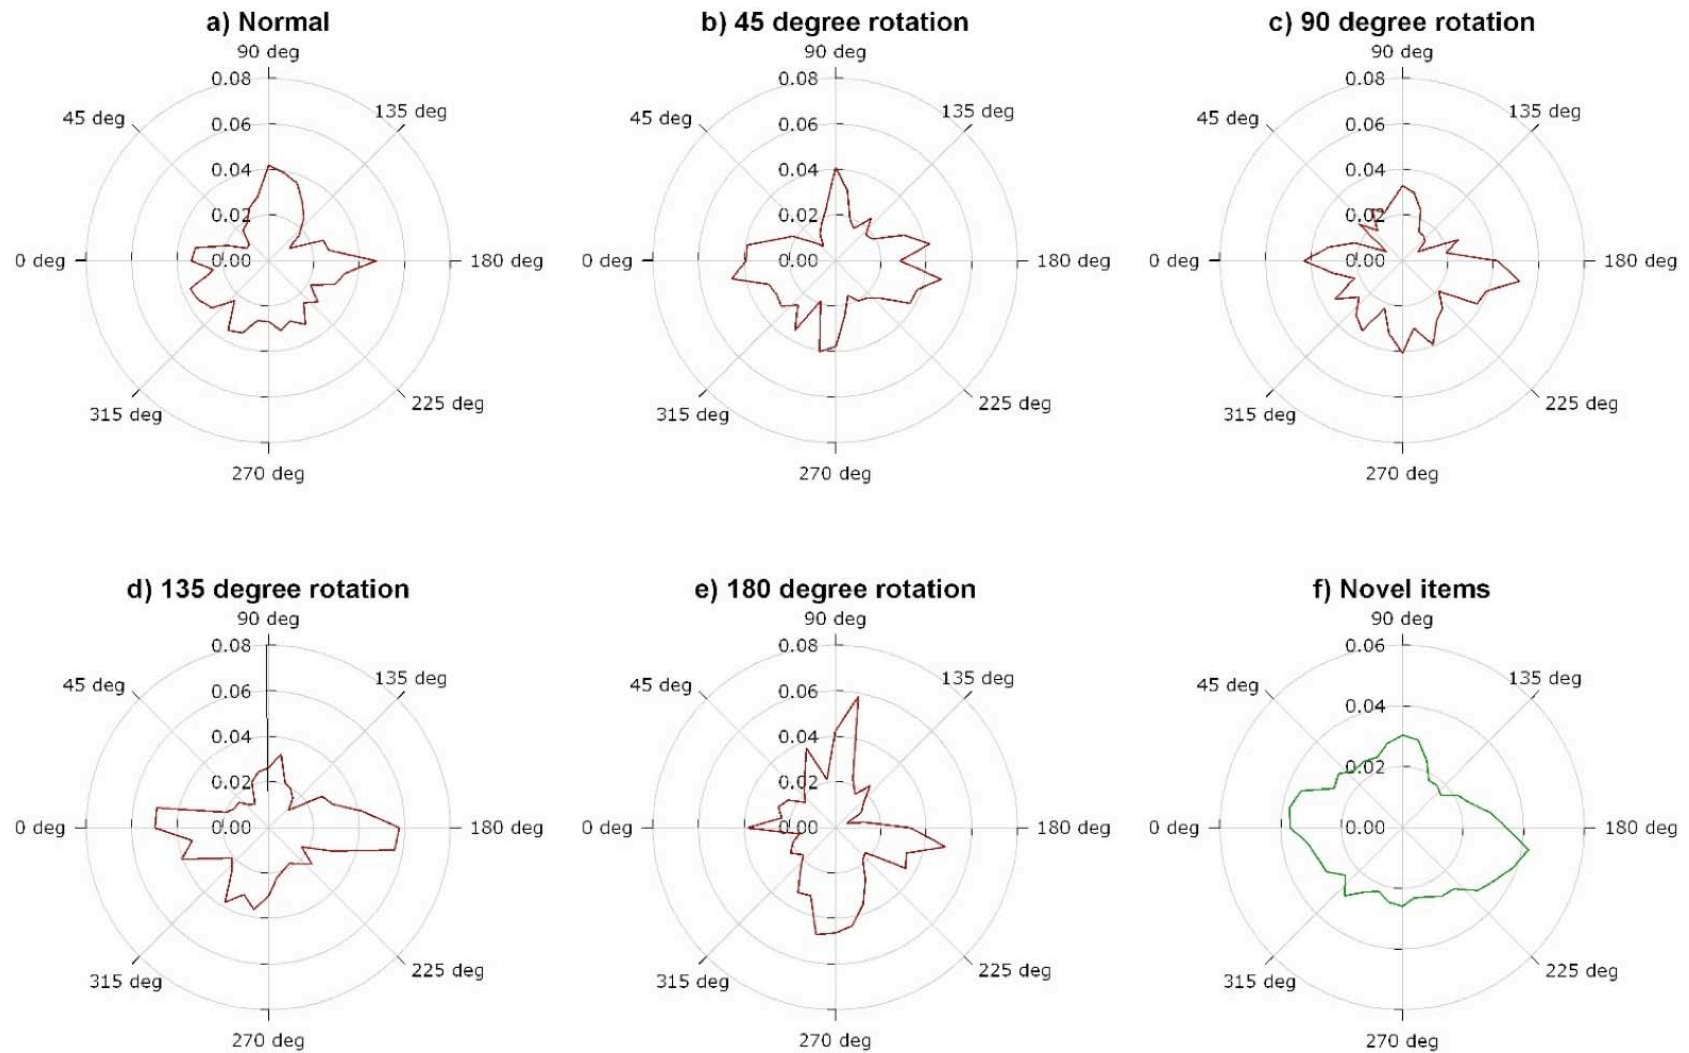 a) Normal
90 deg
0.08
135 deg
45 deg
0.06
0.04
0.02
0 deg
0.00
180 deg
315 deg
225 deg
270 deg
b) 45 degree rotation
90 deg
0.08
135 deg
45 deg
0.06
0.04
0.02
0 deg
0.00
180 deg
315 deg
225 deg
270 deg
c) 90 degree rotation
90 deg
0.08
135 deg
45 deg
0.06
0.04
0.02
0 deg
0.00
180 deg
315 deg
225 deg
270 deg
d) 135 degree rotation
90 deg
0.08
135 deg
45 deg
0.06
0.04
0.02
0 deg
0.00
180 deg
315 deg
225 deg
270 deg
e) 180 degree rotation
90 deg
0.08
135 deg
45 deg
0.06
0.04
0.02
0 deg
0.00
180 deg
315 deg
225 deg
270 deg
f) Novel items
90 deg
0.06
135 deg
45 deg
0.04
0.02
0 deg
0.00
180 deg
315 deg
225 deg
270 deg